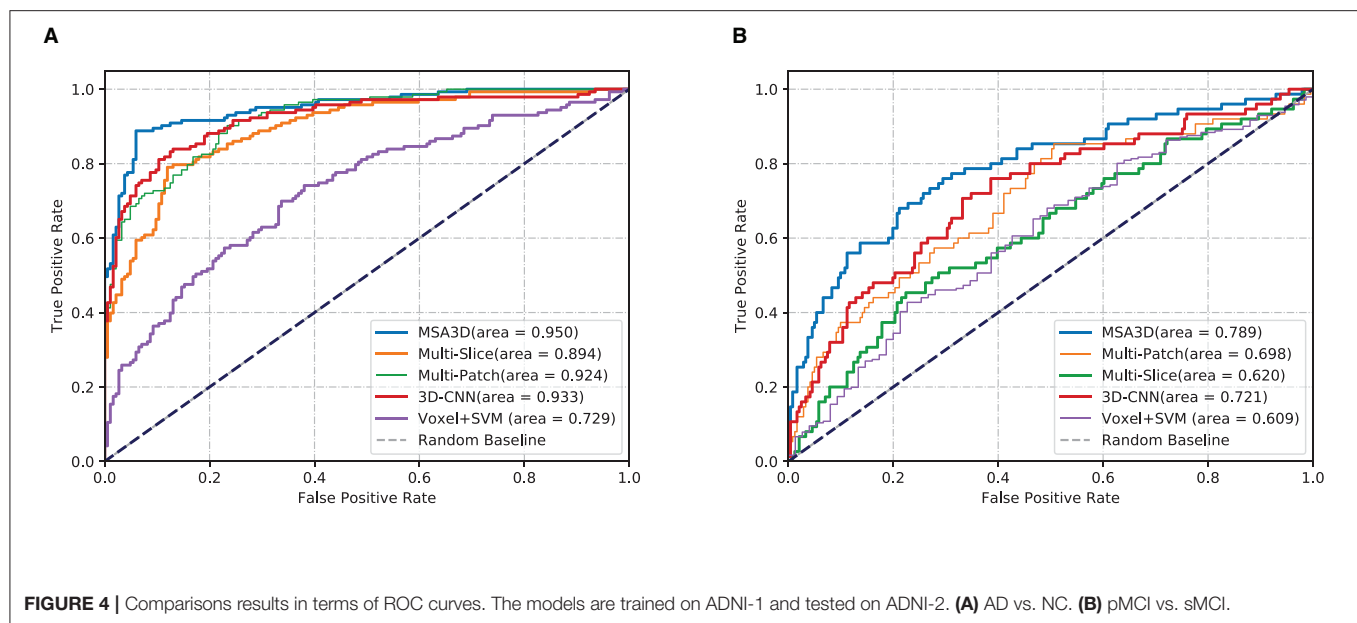 A
1.0
0.8
0.6
0.4
0.2
0.0
True Positive Rate
0.0 0.2 0.4 0.6 0.8 1.0
False Positive Rate
MSA3D(area = 0.950)
Multi-Slice(area = 0.894)
Multi-Patch(area = 0.924)
3D-CNN(area = 0.933)
Voxel+SVM (area = 0.729)
Random Baseline
B
1.0
0.8
0.6
0.4
0.2
0.0
True Positive Rate
0.0 0.2 0.4 0.6 0.8 1.0
False Positive Rate
MSA3D(area = 0.789)
Multi-Patch(area = 0.698)
Multi-Slice(area = 0.620)
3D-CNN(area = 0.721)
Voxel+SVM (area = 0.609)
Random Baseline
FIGURE 4 | Comparisons results in terms of ROC curves. The models are trained on ADNI-1 and tested on ADNI-2. (A) AD vs. NC. (B) pMCI vs. sMCI.